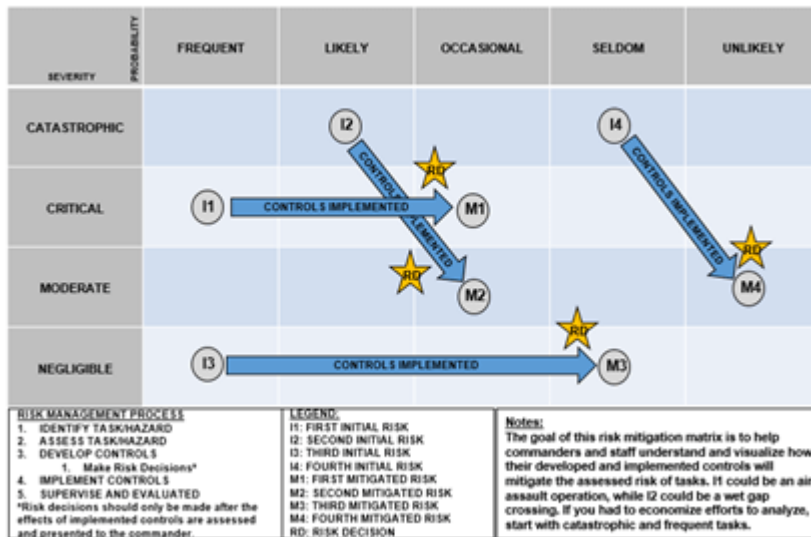 PROBABILITY
SEVERITY
FREQUENT
LIKELY
OCCASIONAL
SELDOM
UNLIKELY
CATASTROPHIC
I2
I4
CONTROLS IMPLEMENTED
CONTROLS IMPLEMENTED
RD
CRITICAL
I1
CONTROLS IMPLEMENTED
M1
RD
MODERATE
RD
M2
M4
RD
NEGLIGIBLE
I3
CONTROLS IMPLEMENTED
M3
RISK MANAGEMENT PROCESS
1. IDENTIFY TASK/HAZARD
2. ASSESS TASK/HAZARD
3. DEVELOP CONTROLS
1. Make Risk Decisions*
4. IMPLEMENT CONTROLS
5. SUPERVISE AND EVALUATED
*Risk decisions should only be made after the
effects of implemented controls are assessed
and presented to the commander.
LEGEND:
I1: FIRST INITIAL RISK
I2: SECOND INITIAL RISK
I3: THIRD INITIAL RISK
I4: FOURTH INITIAL RISK
M1: FIRST MITIGATED RISK
M2: SECOND MITIGATED RISK
M3: THIRD MITIGATED RISK
M4: FOURTH MITIGATED RISK
RD: RISK DECISION
Notes:
The goal of this risk mitigation matrix is to help
commanders and staff understand and visualize how
their developed and implemented controls will
mitigate the assessed risk of tasks. I1 could be an air
assault operation, while I2 could be a wet gap
crossing. If you had to economize efforts to analyze,
start with catastrophic and frequent tasks.